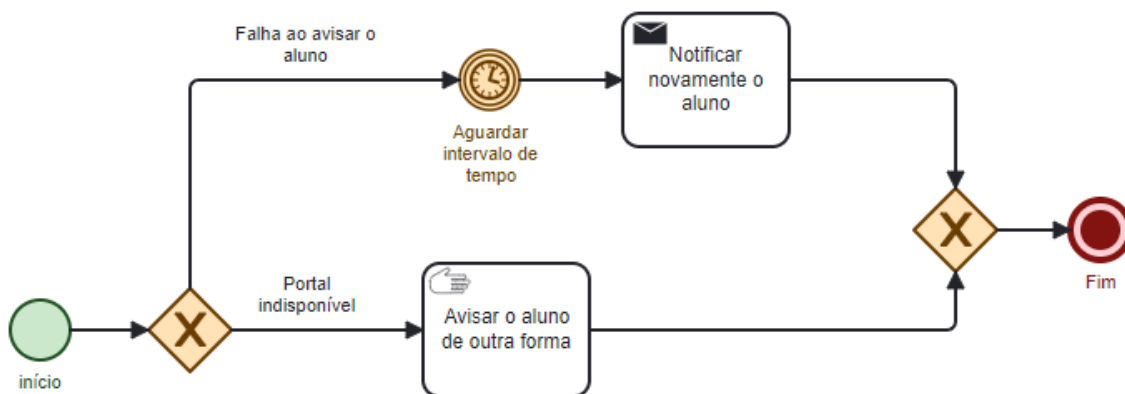 Falha ao avisar o
aluno
Notificar
novamente o
aluno
Aguardar
intervalo de
tempo
Portal
indisponível
Avisar o aluno
de outra forma
início
Fim